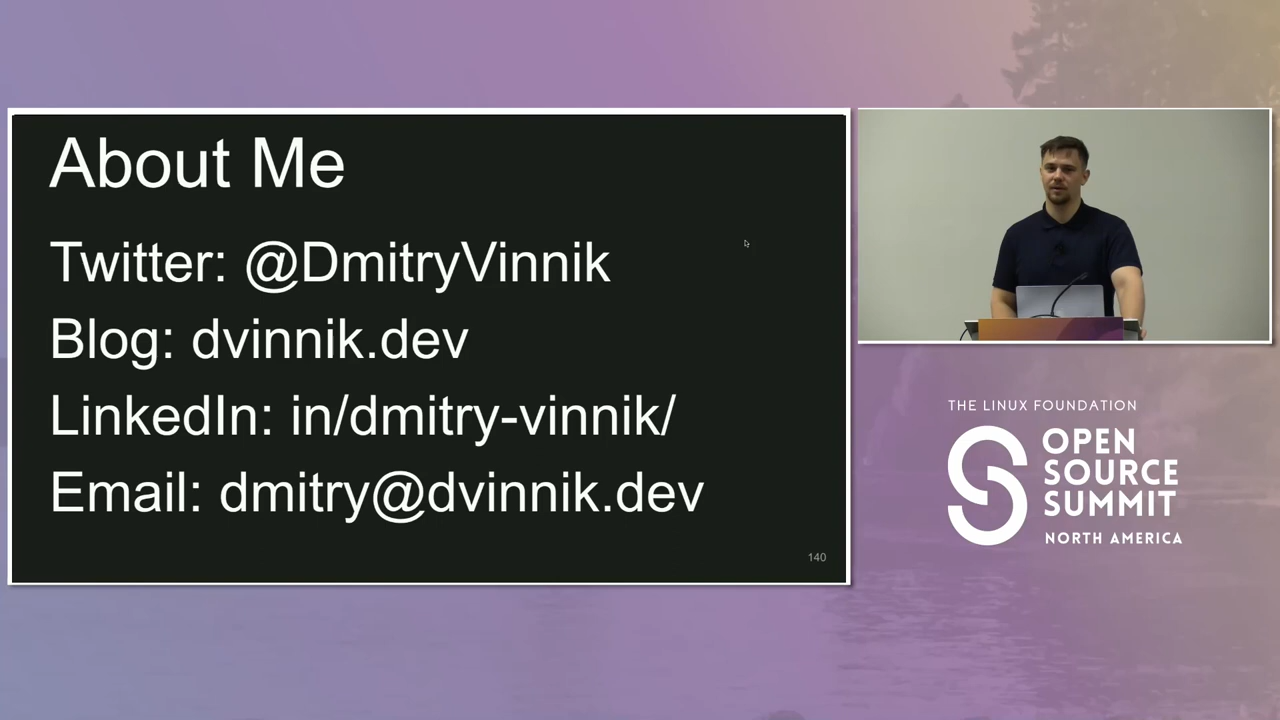 About Me
Twitter: @DmitryVinnik
Blog: dvinnik.dev
LinkedIn: in/dmitry-vinnik/
Email: dmitry@dvinnik.dev
140
THE LINUX FOUNDATION
OPEN
SOURCE
SUMMIT
NORTH AMERICA